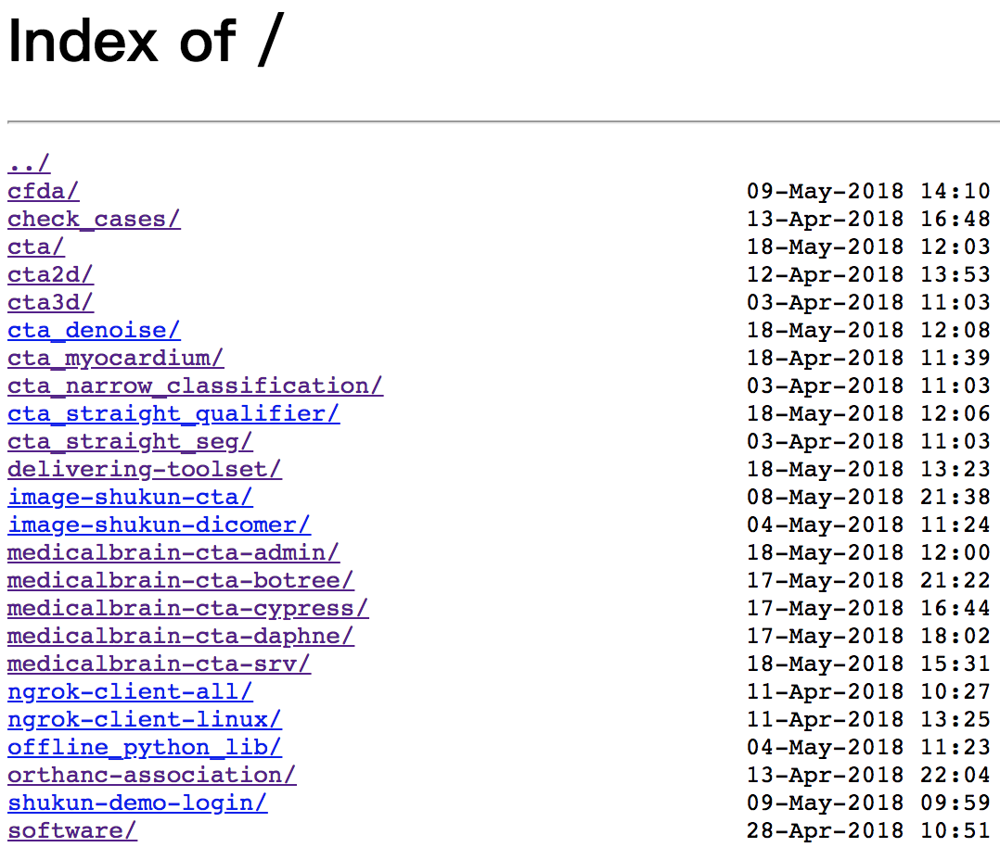 Index of /
../
cfda/ 09-May-2018 14:10
check_cases/ 13-Apr-2018 16:48
cta/ 18-May-2018 12:03
cta2d/ 12-Apr-2018 13:53
cta3d/ 03-Apr-2018 11:03
cta_denoise/ 18-May-2018 12:08
cta_myocardium/ 18-Apr-2018 11:39
cta_narrow_classification/ 03-Apr-2018 11:03
cta_straight_qualifier/ 18-May-2018 12:06
cta_straight_seg/ 03-Apr-2018 11:03
delivering-toolset/ 18-May-2018 13:23
image-shukun-cta/ 08-May-2018 21:38
image-shukun-dicomer/ 04-May-2018 11:24
medicalbrain-cta-admin/ 18-May-2018 12:00
medicalbrain-cta-botree/ 17-May-2018 21:22
medicalbrain-cta-cypress/ 17-May-2018 16:44
medicalbrain-cta-daphne/ 17-May-2018 18:02
medicalbrain-cta-srv/ 18-May-2018 15:31
ngrok-client-all/ 11-Apr-2018 10:27
ngrok-client-linux/ 11-Apr-2018 13:25
offline_python_lib/ 04-May-2018 11:23
orthanc-association/ 13-Apr-2018 22:04
shukun-demo-login/ 09-May-2018 09:59
software/ 28-Apr-2018 10:51